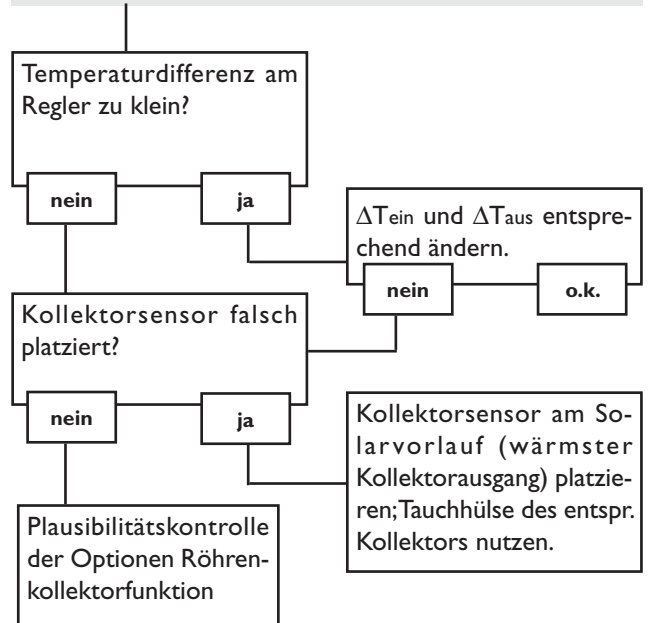 Temperaturdifferenz am
Regler zu klein?
nein
ja
ΔTein und ΔTaus entspre-
chend ändern.
nein
o.k.
Kollektorsensor falsch
platziert?
nein
ja
Kollektorsensor am So-
larvorlauf (wärmster
Kollektorausgang) platzie-
ren;Tauchhülse des entspr.
Kollektors nutzen.
Plausibilitätskontrolle
der Optionen Röhren-
kollektorfunktion